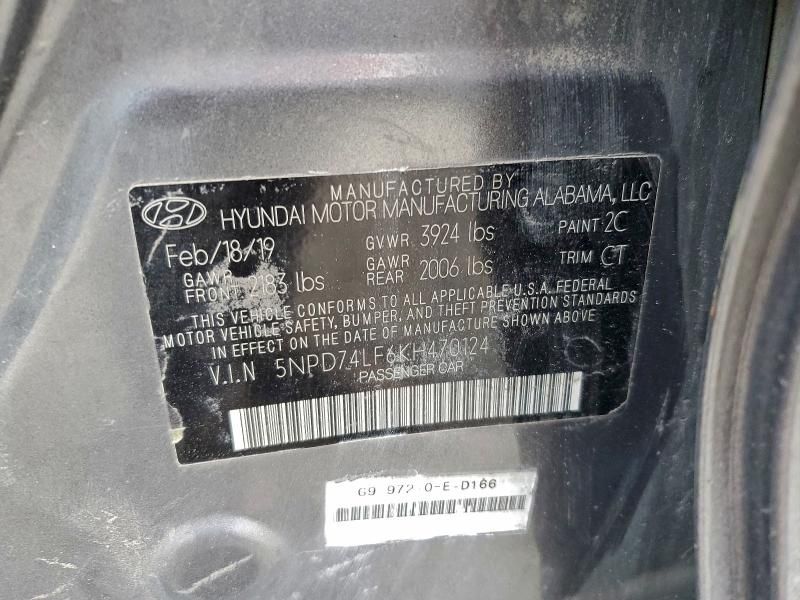 MANUFACTURED BY
HYUNDAI MOTOR MANUFACTURING ALABAMA, LLC
Feb/18/19 GVWR 3924 lbs PAINT 2C
GAWR FRONT 2183 lbs GAWR REAR 2006 lbs TRIM CT
THIS VEHICLE CONFORMS TO ALL APPLICABLE U.S.A. FEDERAL
MOTOR VEHICLE SAFETY, BUMPER, AND THEFT PREVENTION STANDARDS
IN EFFECT ON THE DATE OF MANUFACTURE SHOWN ABOVE
V.I.N 5NPD74LF6KH470124
PASSENGER CAR
G9 972 0-E-D166